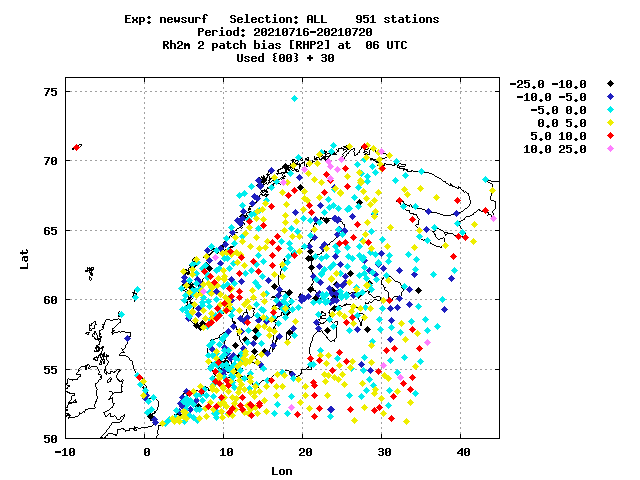 Exp: newsurf   Selection: ALL    951 stations
Period: 20210716-20210720
Rh2m 2 patch bias [RHP2] at  06 UTC
Used {00} + 30
-25.0 -10.0
-10.0 -5.0
-5.0 0.0
0.0 5.0
5.0 10.0
10.0 25.0
75
70
65
60
55
50
Lat
-10 0 10 20 30 40
Lon